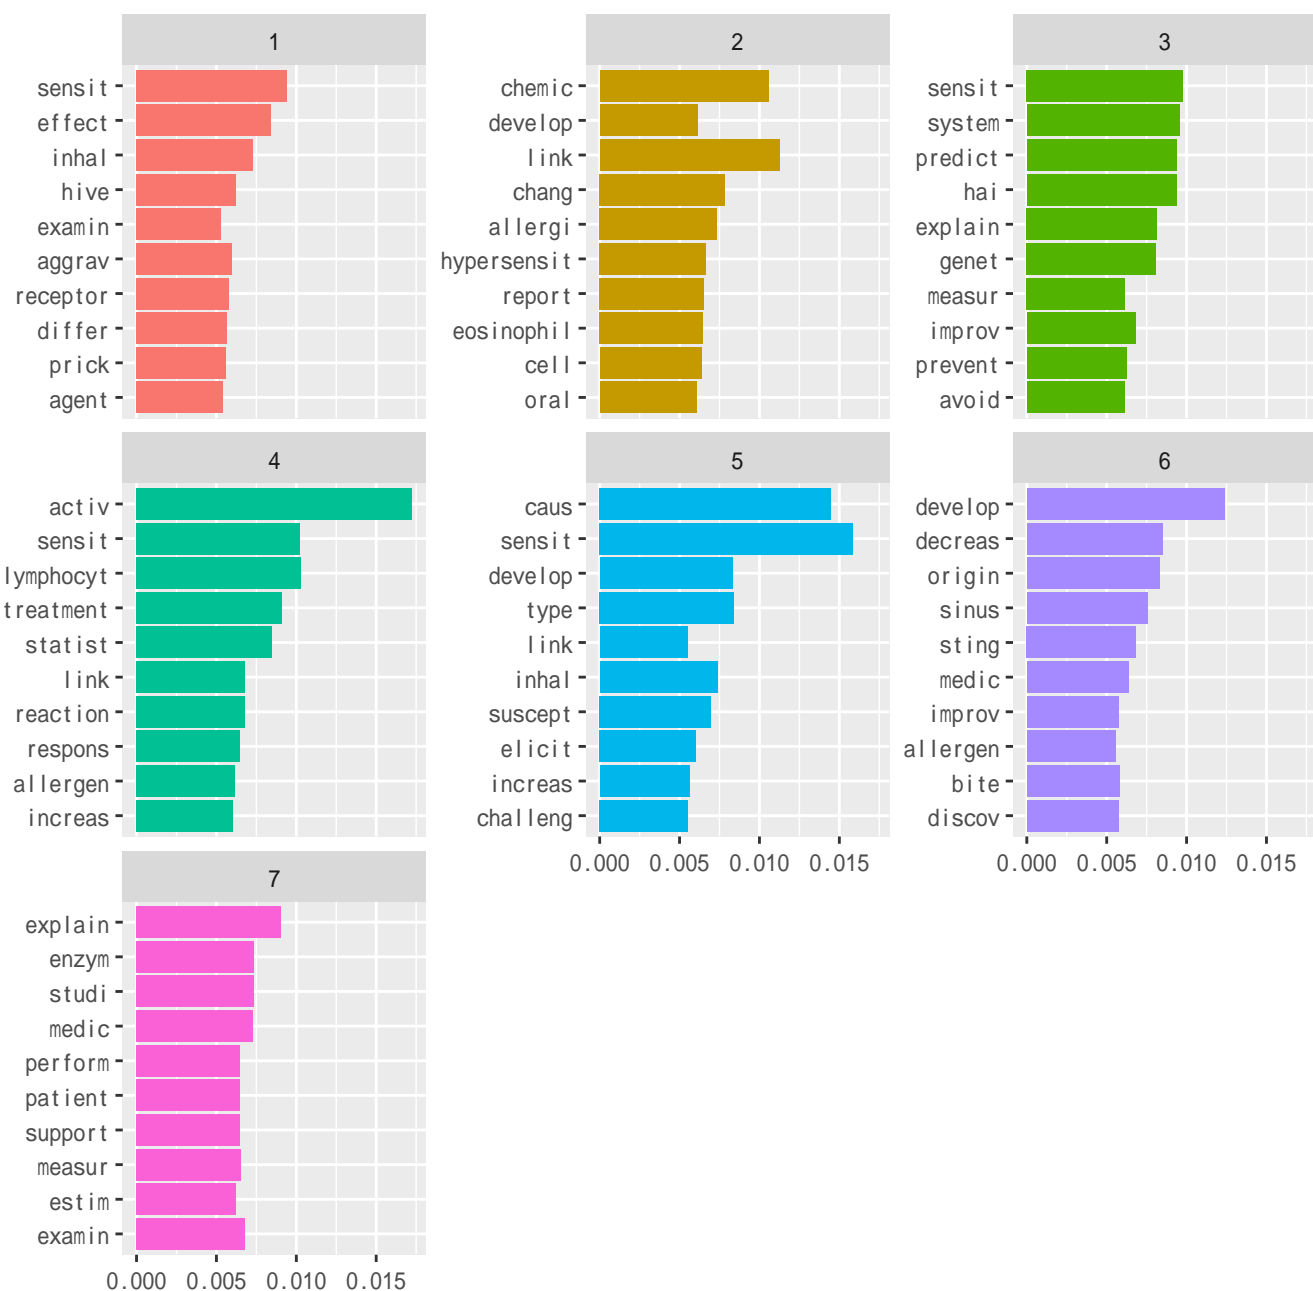 1
sensit
effect
inhal
hive
examin
aggrav
receptor
differ
prick
agent
2
chemic
develop
link
chang
allergi
hypersensit
report
eosinophil
cell
oral
3
sensit
system
predict
hai
explain
genet
measur
improv
prevent
avoid
4
activ
sensit
lymphocyt
treatment
statist
link
reaction
respons
allergen
increas
5
caus
sensit
develop
type
link
inhal
suscept
elicit
increas
challeng
0.000 0.005 0.010 0.015
6
develop
decreas
origin
sinus
sting
medic
improv
allergen
bite
discov
0.000 0.005 0.010 0.015
7
explain
enzym
studi
medic
perform
patient
support
measur
estim
examin
0.000 0.005 0.010 0.015